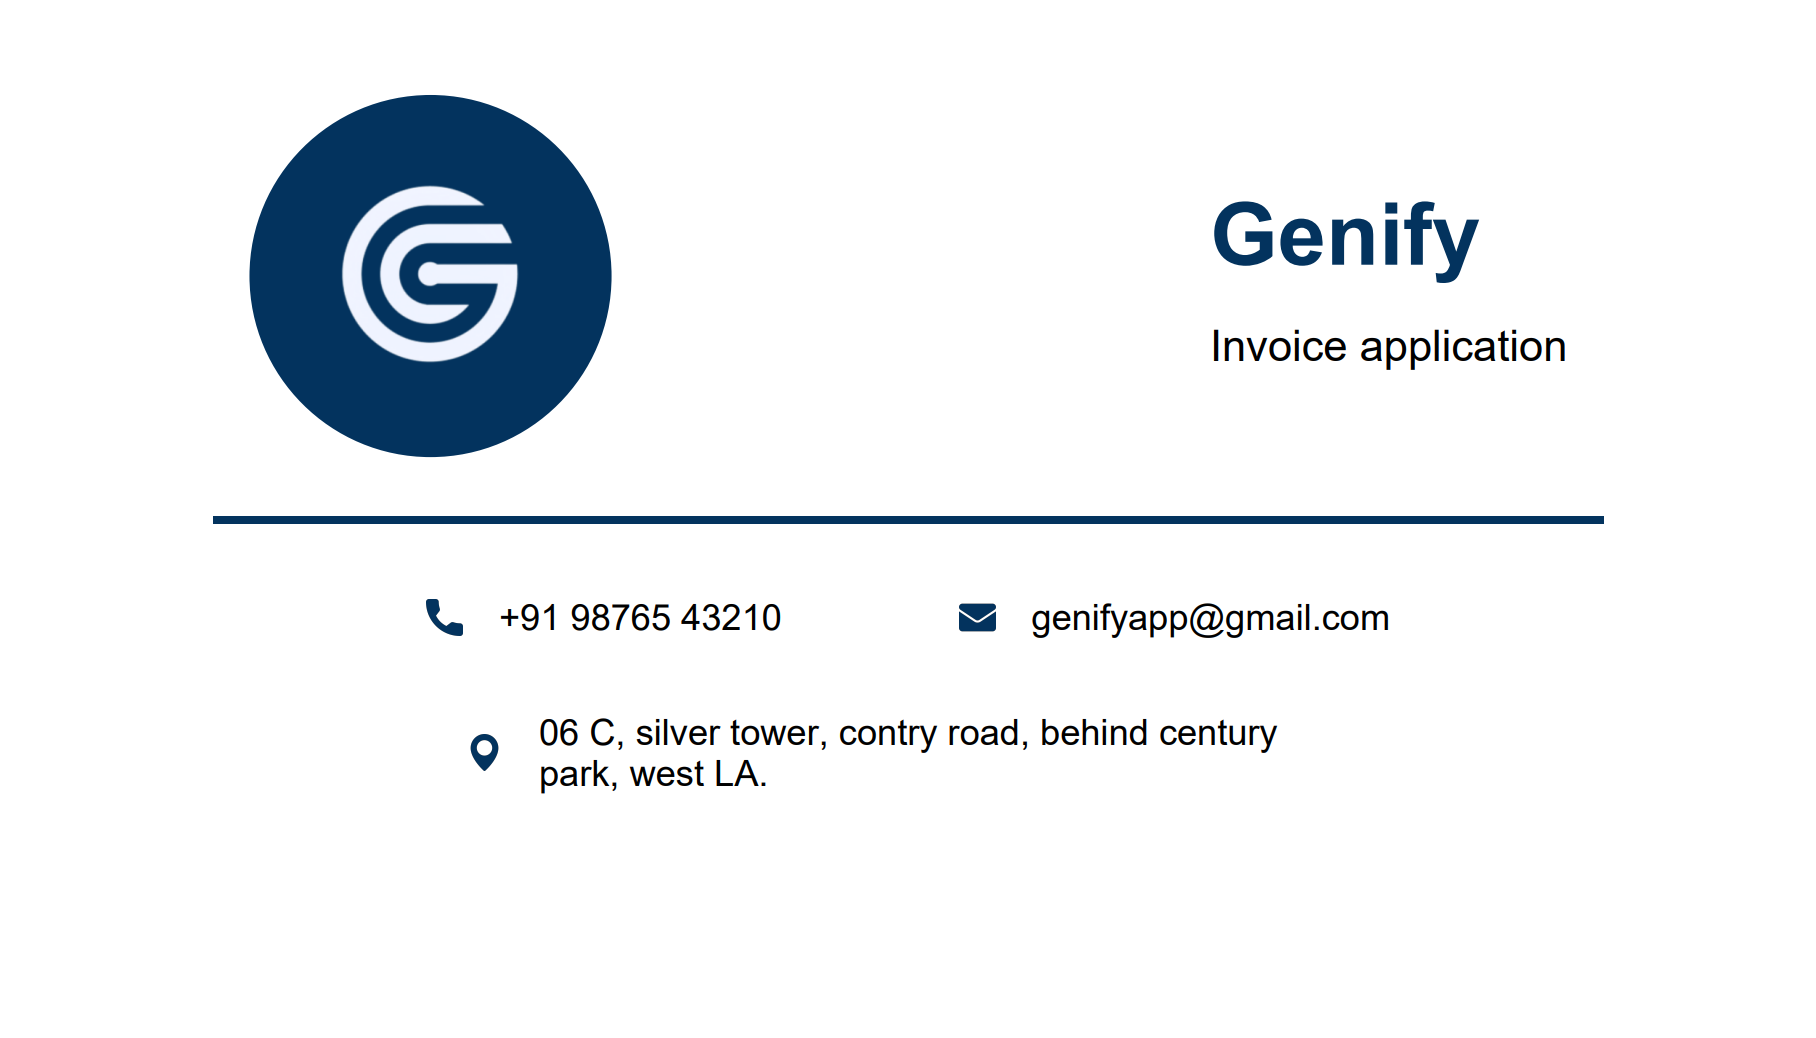 Genify
Invoice application
+91 98765 43210
genifyapp@gmail.com
06 C, silver tower, contry road, behind century
park, west LA.